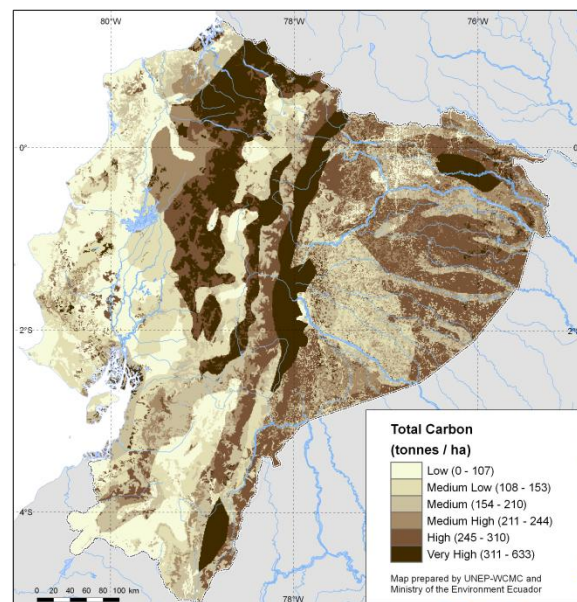 80°W 78°W 76°W
0°
0°
2°S
2°S
4°S
78°W
0 20 40 60 80 100
km
Total Carbon
(tonnes / ha)
Low (0 - 107)
Medium Low (108 - 153)
Medium (154 - 210)
Medium High (211 - 244)
High (245 - 310)
Very High (311 - 633)
Map prepared by UNEP-WCMC and
Ministry of the Environment Ecuador